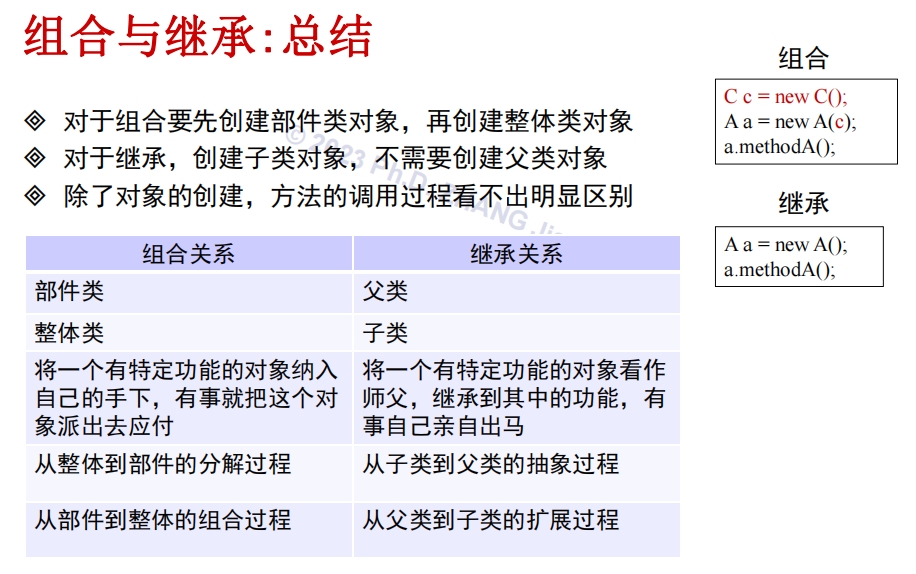 组合与继承:总结
组合
C c = new C();
A a = new A(c);
a.methodA();
继承
A a = new A();
a.methodA();
对于组合要先创建部件类对象，再创建整体类对象
对于继承，创建子类对象，不需要创建父类对象
除了对象的创建，方法的调用过程看不出明显区别
组合关系 继承关系
部件类 父类
整体类 子类
将一个有特定功能的对象纳入 将一个有特定功能的对象看作
自己的手下，有事就把这个对 师父，继承到其中的功能，有
象派出去应付 事自己亲自出马
从整体到部件的分解过程 从子类到父类的抽象过程
从部件到整体的组合过程 从父类到子类的扩展过程
© 2023 Ph.D